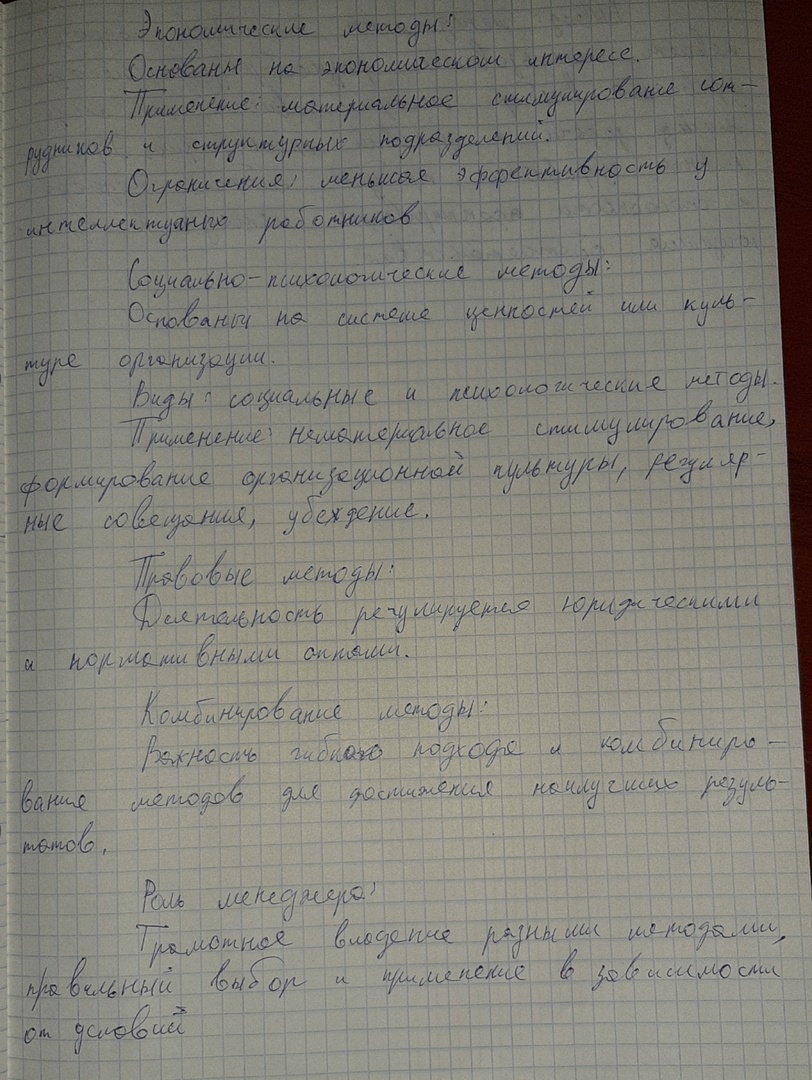 Экономические методы:
Основаны на экономическом интересе.
Применение: материальное стимулирование сот-
рудников и структурных подразделений.
Ограничения: меньшая эффективность у
интеллектуаных работников
Социально-психологические методы:
Основаны на системе ценностей или куль-
туре организации.
Виды: социальные и психологические методы.
Применение: нематериальное стимулирование,
формирование организационной культуры, регуляр-
ные совещания, убеждение.
Правовые методы:
Деятельность регулируется юридическими
и нормативными актами.
Комбинирование методы:
Важность гибкого подхода и комбиниро-
вания методов для достижения наилучших резуль-
татов.
Роль менеджера:
Грамотное владение разными методами,
правильный выбор и применение в зависимости
от условий